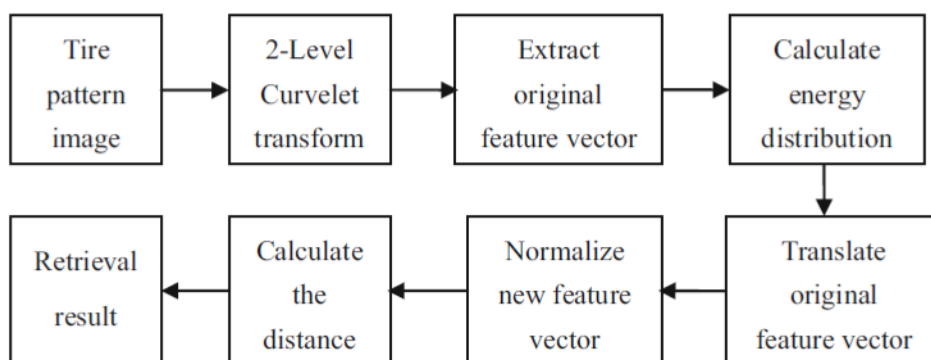 Tire
pattern
image
2-Level
Curvelet
transform
Extract
original
feature vector
Calculate
energy
distribution
Translate
original
feature vector
Normalize
new feature
vector
Calculate
the
distance
Retrieval
result